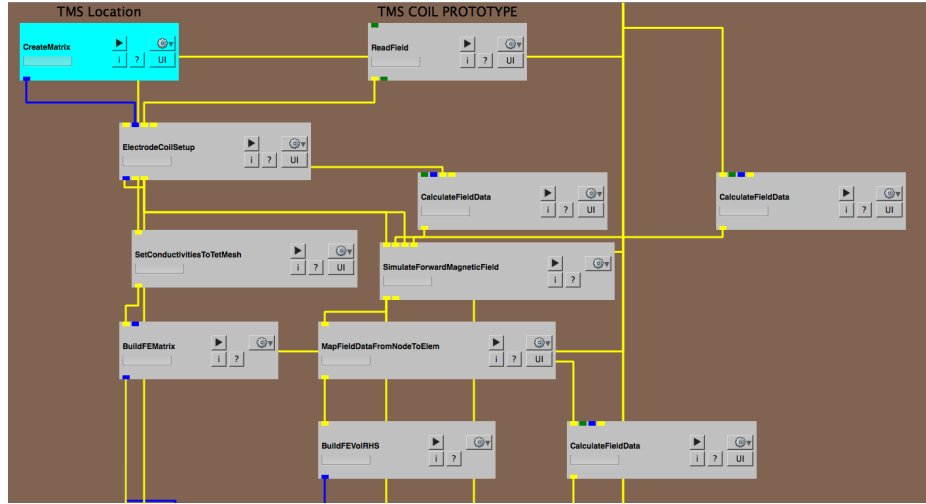 TMS Location TMS COIL PROTOTYPE
CreateMatrix
i ? UI
ReadField
i ? UI
ElectrodeCoilSetup
i ? UI
CalculateFieldData
i ? UI
CalculateFieldData
i ? UI
SetConductivitiesToTetMesh
i ? UI
SimulateForwardMagneticField
i ?
BuildFEMatrix
i ?
MapFieldDataFromNodeToElem
i ? UI
BuildFEVolRHS
i ?
CalculateFieldData
i ? UI